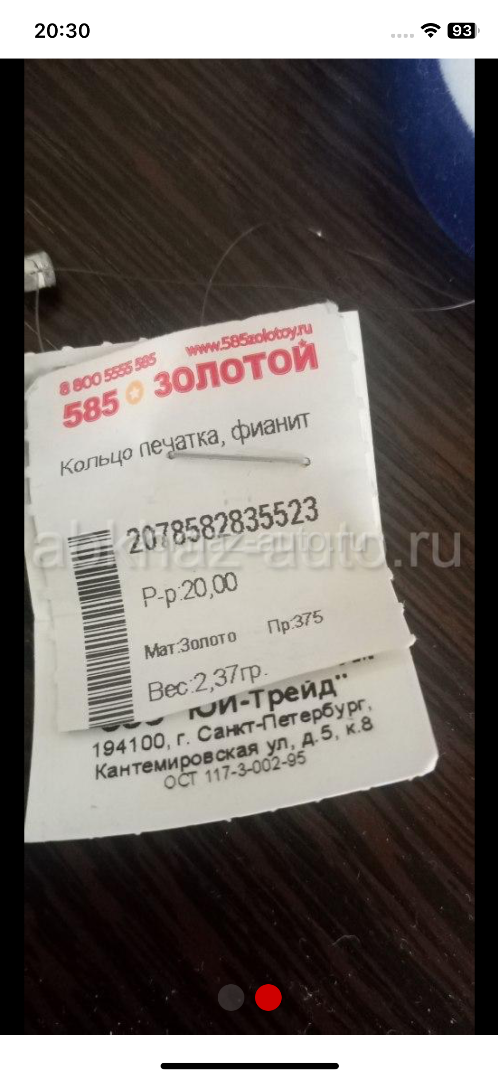 20:30
93
www.585zolotoy.ru
8 800 5555 585
585 ЗОЛОТОЙ
Кольцо печатка, фианит
2078582835523
abkhaz-auto.ru
Р-р:20,00
Мат:Золото Пр:375
Вес:2,37гр.
ЮИ-Трейд"
194100, г. Санкт-Петербург,
Кантемировская ул, д.5, к.8
ОСТ 117-3-002-95